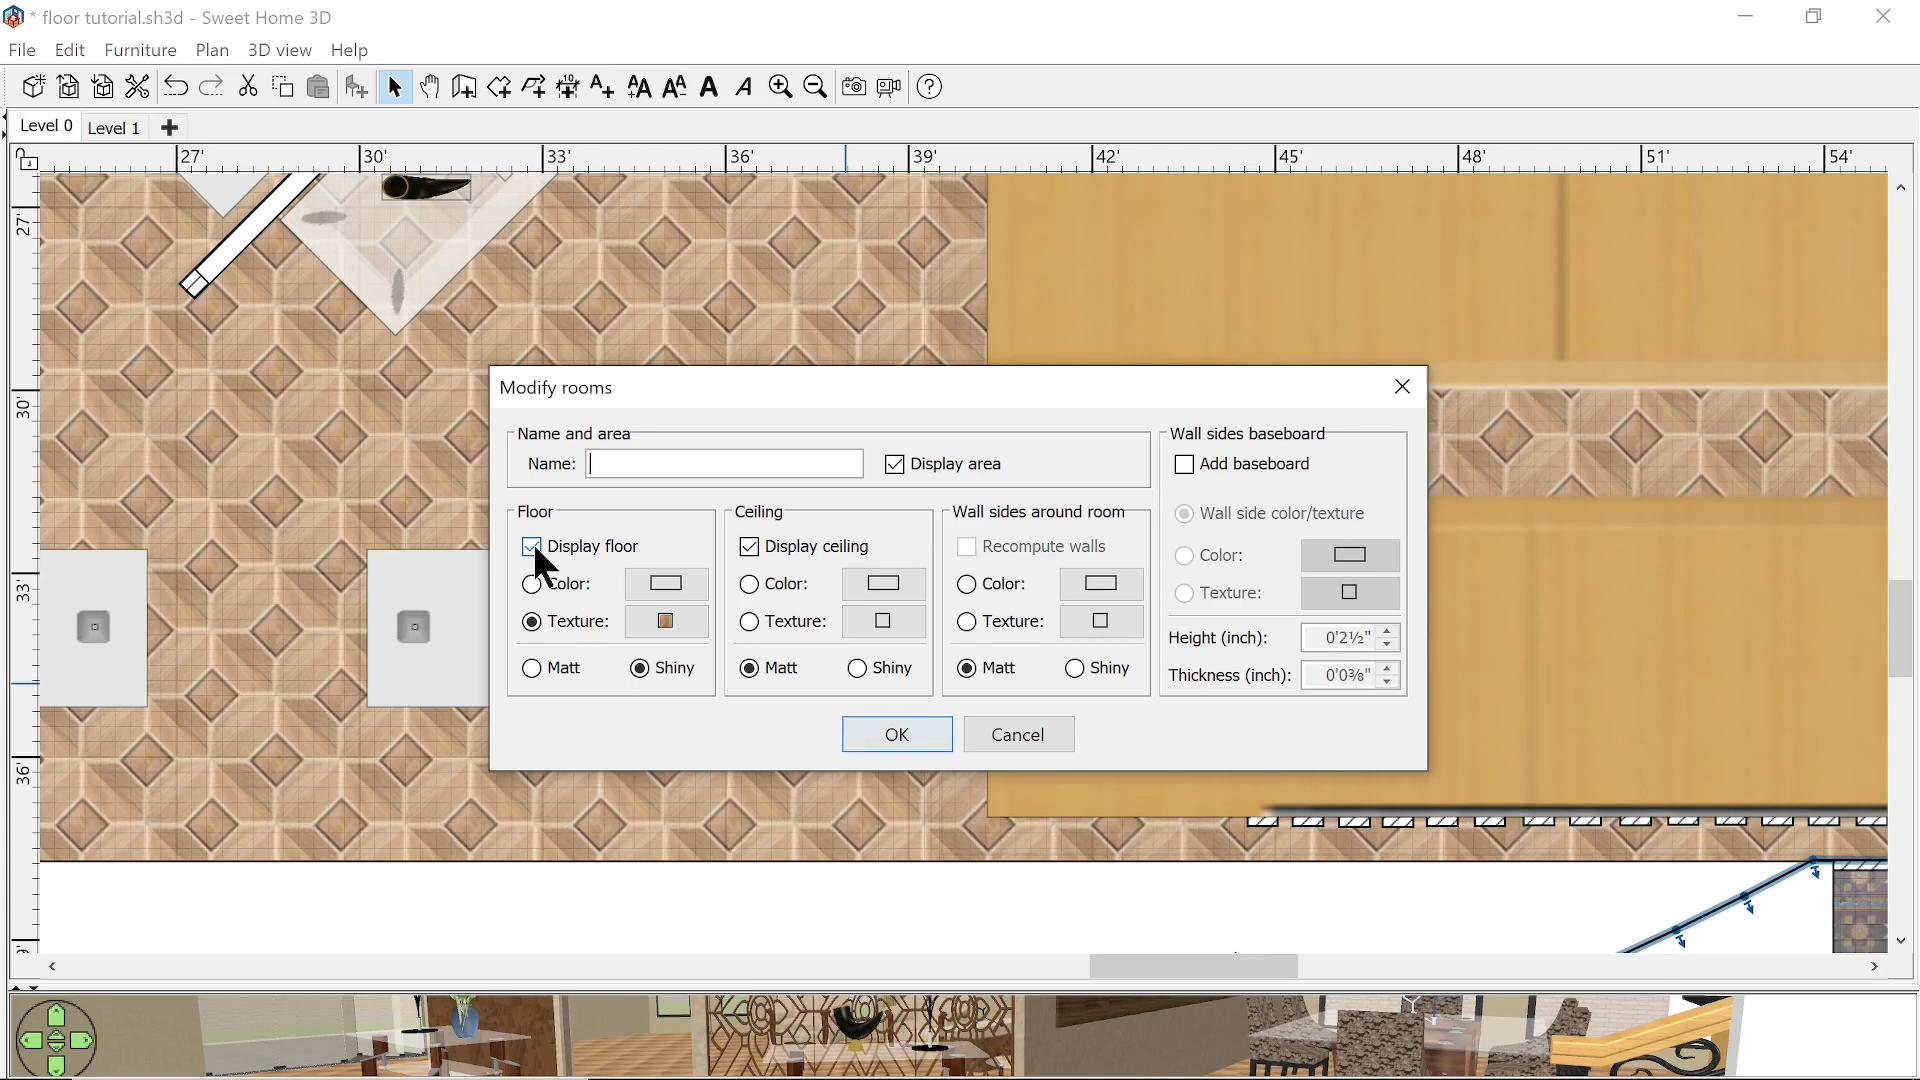 * floor tutorial.sh3d - Sweet Home 3D
File Edit Furniture Plan 3D view Help
Level 0 Level 1
27' 30' 33' 36' 39' 42' 45' 48' 51' 54'
27'
30'
33'
36'
Modify rooms
Name and area
Name:
Display area
Floor
Display floor
Color:
Texture:
Matt Shiny
Ceiling
Display ceiling
Color:
Texture:
Matt Shiny
Wall sides around room
Recompute walls
Color:
Texture:
Matt Shiny
Wall sides baseboard
Add baseboard
Wall side color/texture
Color:
Texture:
Height (inch): 0'2½"
Thickness (inch): 0'0⅜"
OK Cancel